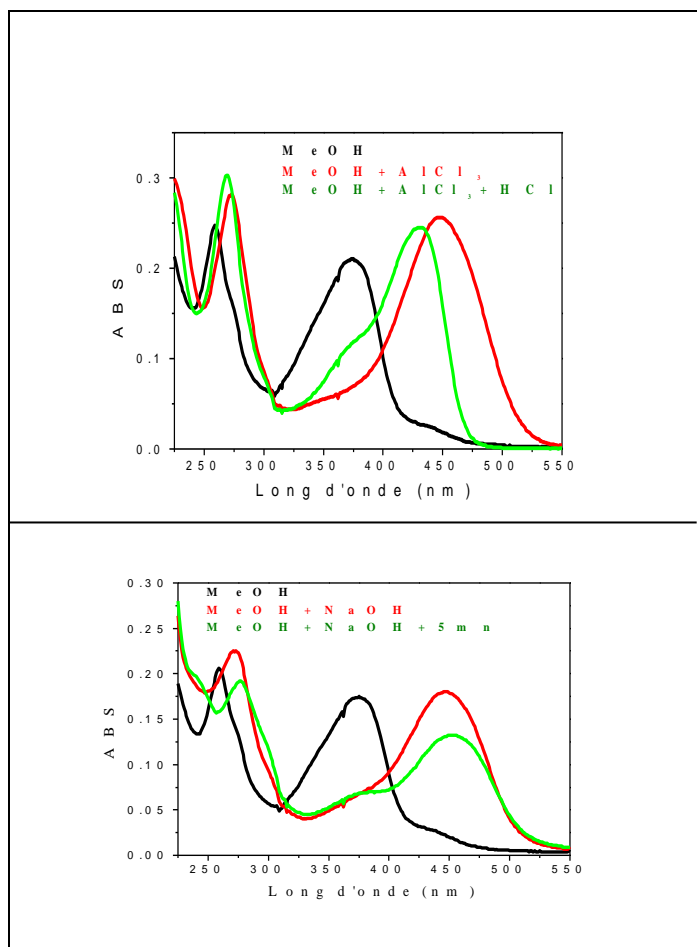 MeOH
MeOH+AlCl₃
MeOH+AlCl₃+HCl
0.3
0.2
0.1
0.0
ABS
250 300 350 400 450 500 550
Long d'onde (nm)
MeOH
MeOH+NaOH
MeOH+NaOH+5mn
0.30
0.25
0.20
0.15
0.10
0.05
0.00
ABS
250 300 350 400 450 500 550
Long d'onde (nm)